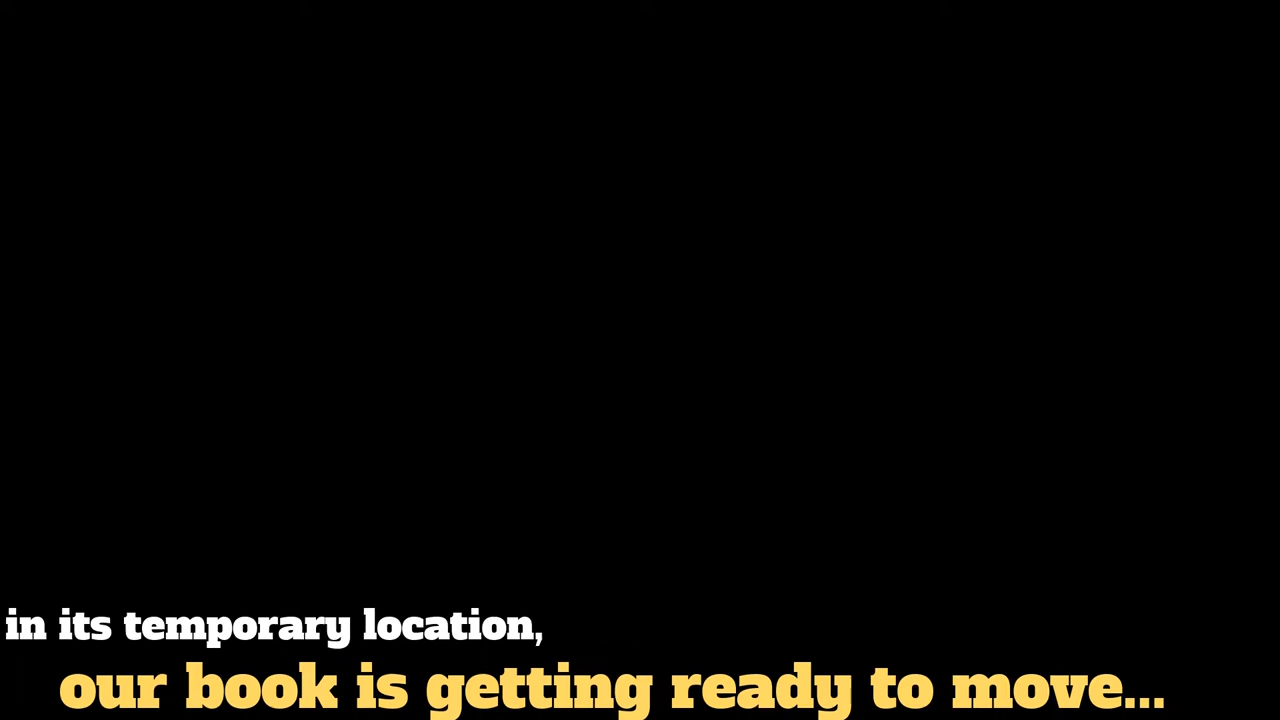 in its temporary location,
our book is getting ready to move...